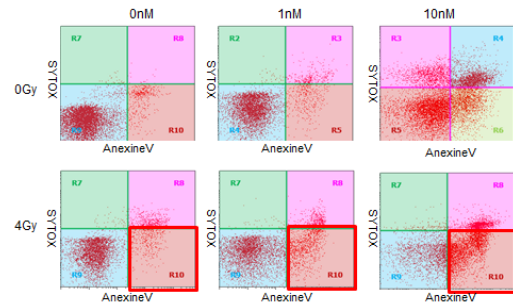 0nM 1nM 10nM
0Gy
SYTOX R7 R8 R10
AnexineV
SYTOX R2 R3 R4 R5
AnexineV
SYTOX R3 R4 R5 R6
AnexineV
4Gy
SYTOX R7 R8 R9 R10
AnexineV
SYTOX R7 R8 R10
AnexineV
SYTOX R7 R8 R9 R10
AnexineV